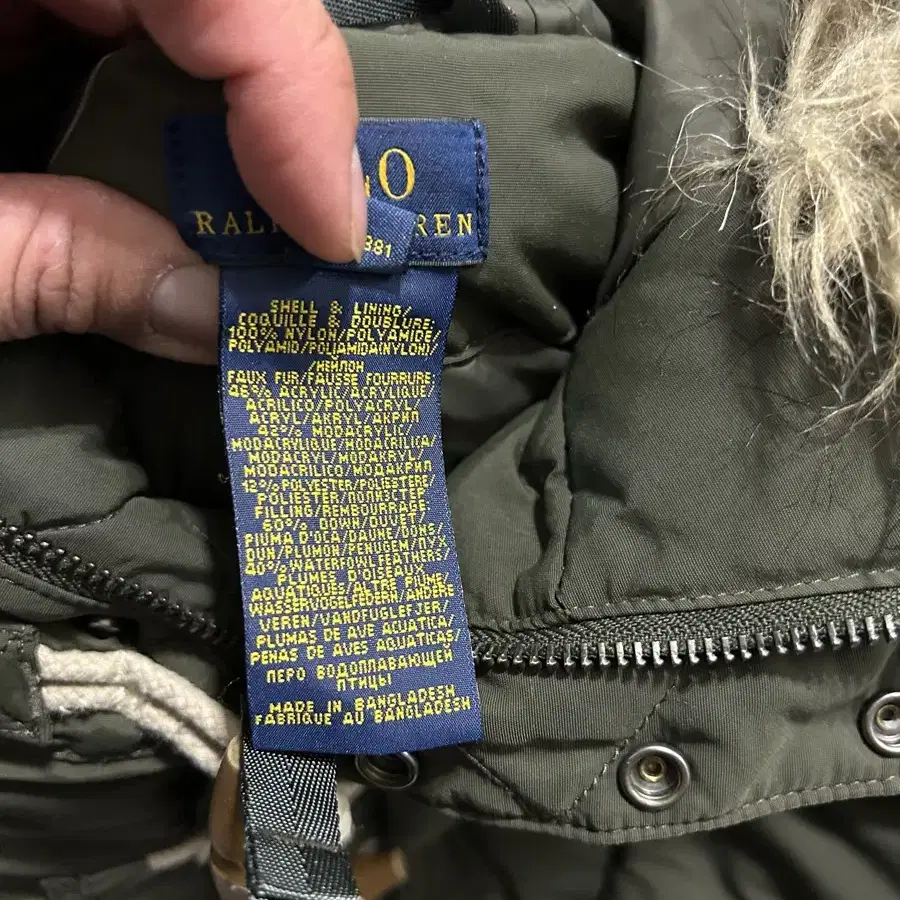 LO
RALPH LAUREN
381
SHELL & LINING/
COQUILLE & DOUBLURE:
100% NYLON/POLYAMIDE/
POLYAMID/POLIAMIDA(NYLON)/
НЕЙЛОН
FAUX FUR/FAUSSE FOURRURE:
46% ACRYLIC/ACRYLIQUE/
ACRILICO/POLYACRYL/
ACRYL/AKRYL/АКРИЛ
42% MODACRYLIC/
MODACRYLIQUE/MODACRILICA/
MODACRYL/MODAKRYL/
MODACRILICO/МОДАКРИЛ
12% POLYESTER/POLIESTERE/
POLIESTER/ПОЛИЭСТЕР
FILLING/REMBOURRAGE:
60% DOWN/DUVET/
PIUMA D'OCA/DAUNE/DONS/
DUN/PLUMON/PENUGEM/ПУХ
40% WATERFOWL FEATHERS/
PLUMES D'OISEAUX
AQUATIQUES/ALTRE PIUME/
WASSERVOGELFEDERN/ANDERE
VEREN/VANDFUGLEFJER/
PLUMAS DE AVE ACUATICA/
PENAS DE AVES AQUATICAS/
ПЕРО ВОДОПЛАВАЮЩЕЙ
ПТИЦЫ
MADE IN BANGLADESH
FABRIQUE AU BANGLADESH